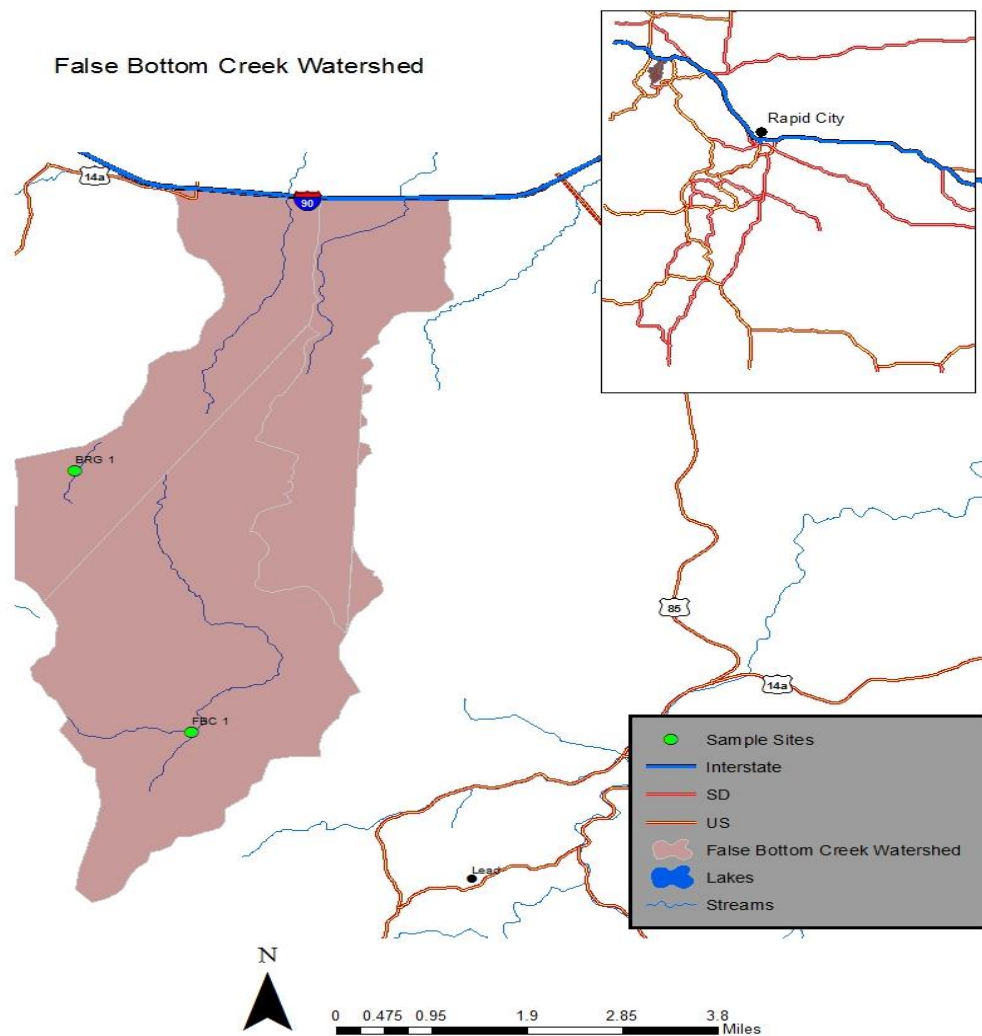 False Bottom Creek Watershed
Rapid City
14a
90
BRG 1
85
14a
FBC 1
Sample Sites
Interstate
SD
US
False Bottom Creek Watershed
Lakes
Streams
Lead
N
0 0.475 0.95 1.9 2.85 3.8
Miles